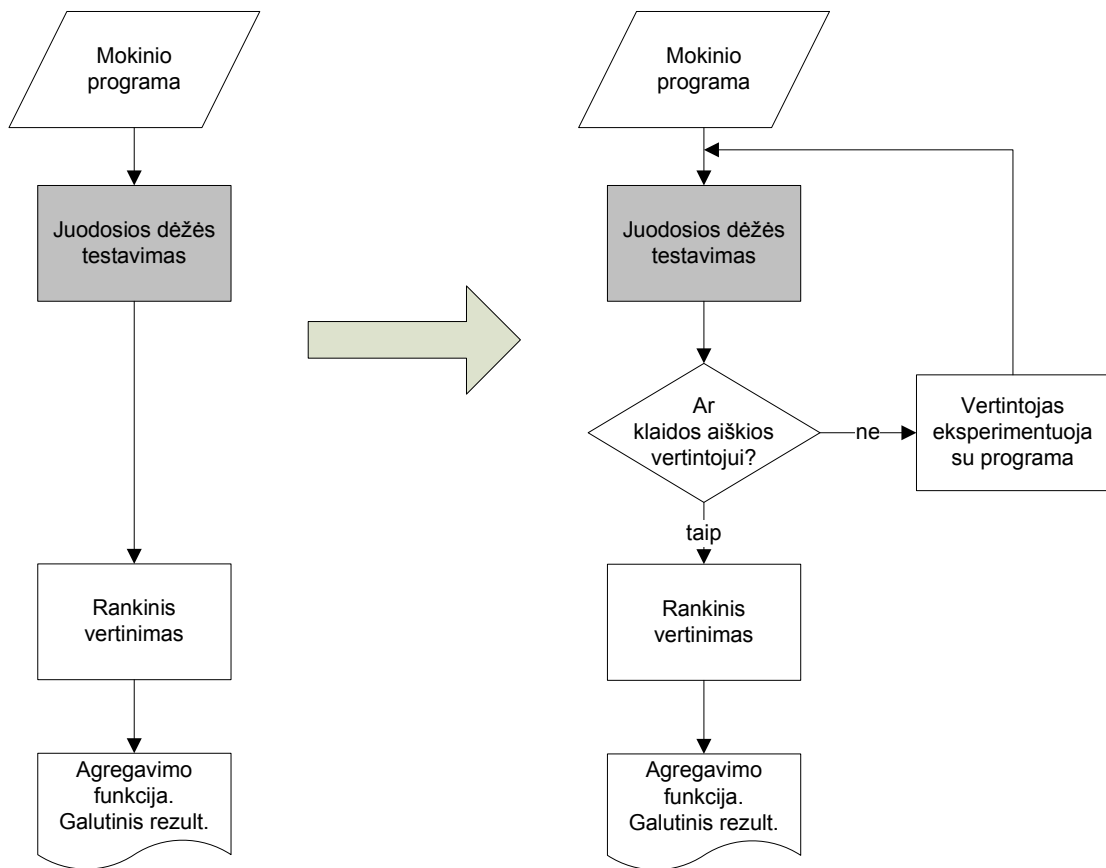 Mokinio
programa
Juodosios dėžės
testavimas
Rankinis
vertinimas
Agregavimo
funkcija.
Galutinis rezult.
Mokinio
programa
Juodosios dėžės
testavimas
Ar
klaidos aiškios
vertintojui?
ne
Vertintojas
eksperimentuoja
su programa
taip
Rankinis
vertinimas
Agregavimo
funkcija.
Galutinis rezult.